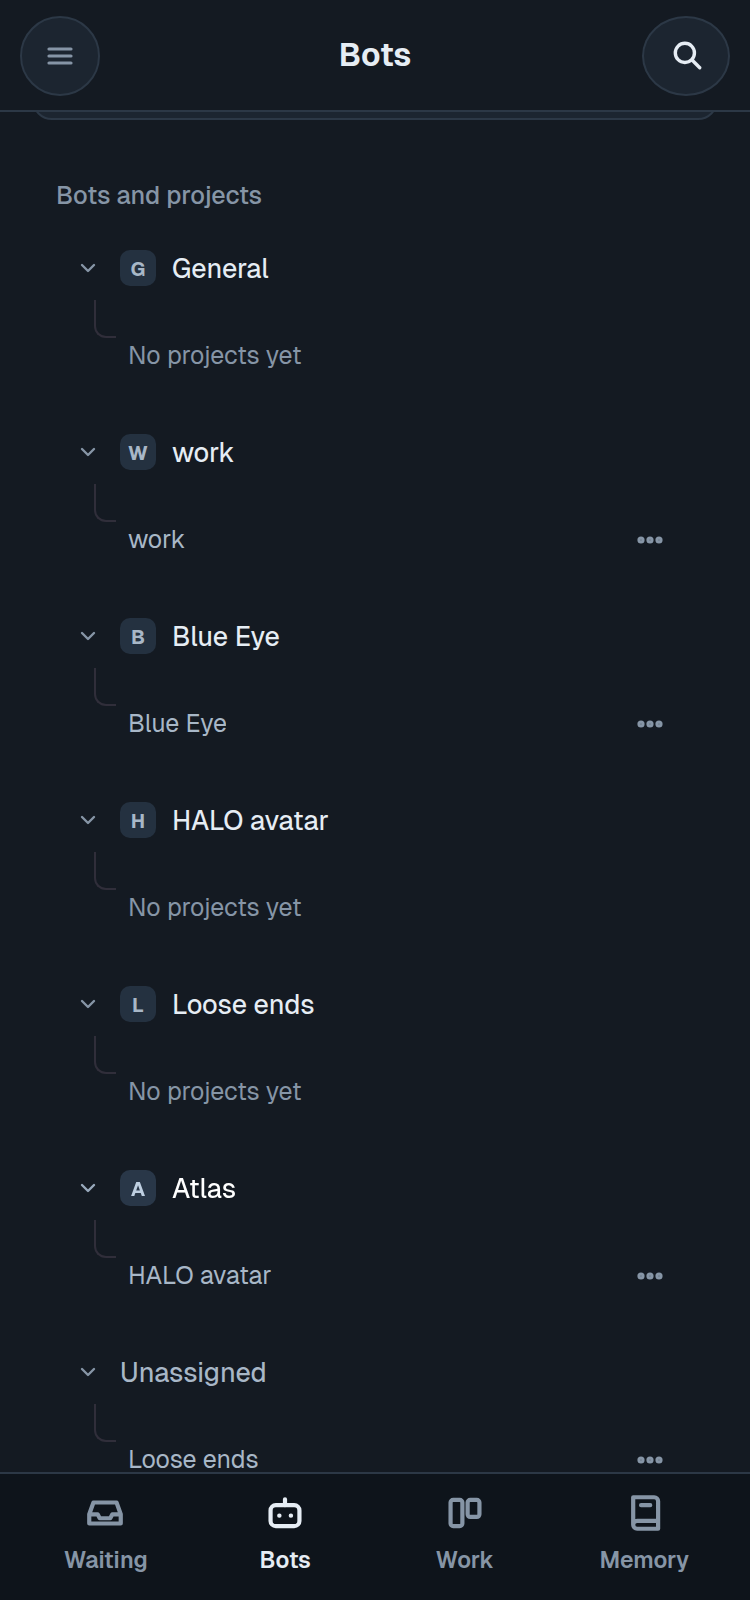 Bots
Bots and projects
G General
No projects yet
W work
work
B Blue Eye
Blue Eye
H HALO avatar
No projects yet
L Loose ends
No projects yet
A Atlas
HALO avatar
Unassigned
Loose ends
Waiting Bots Work Memory